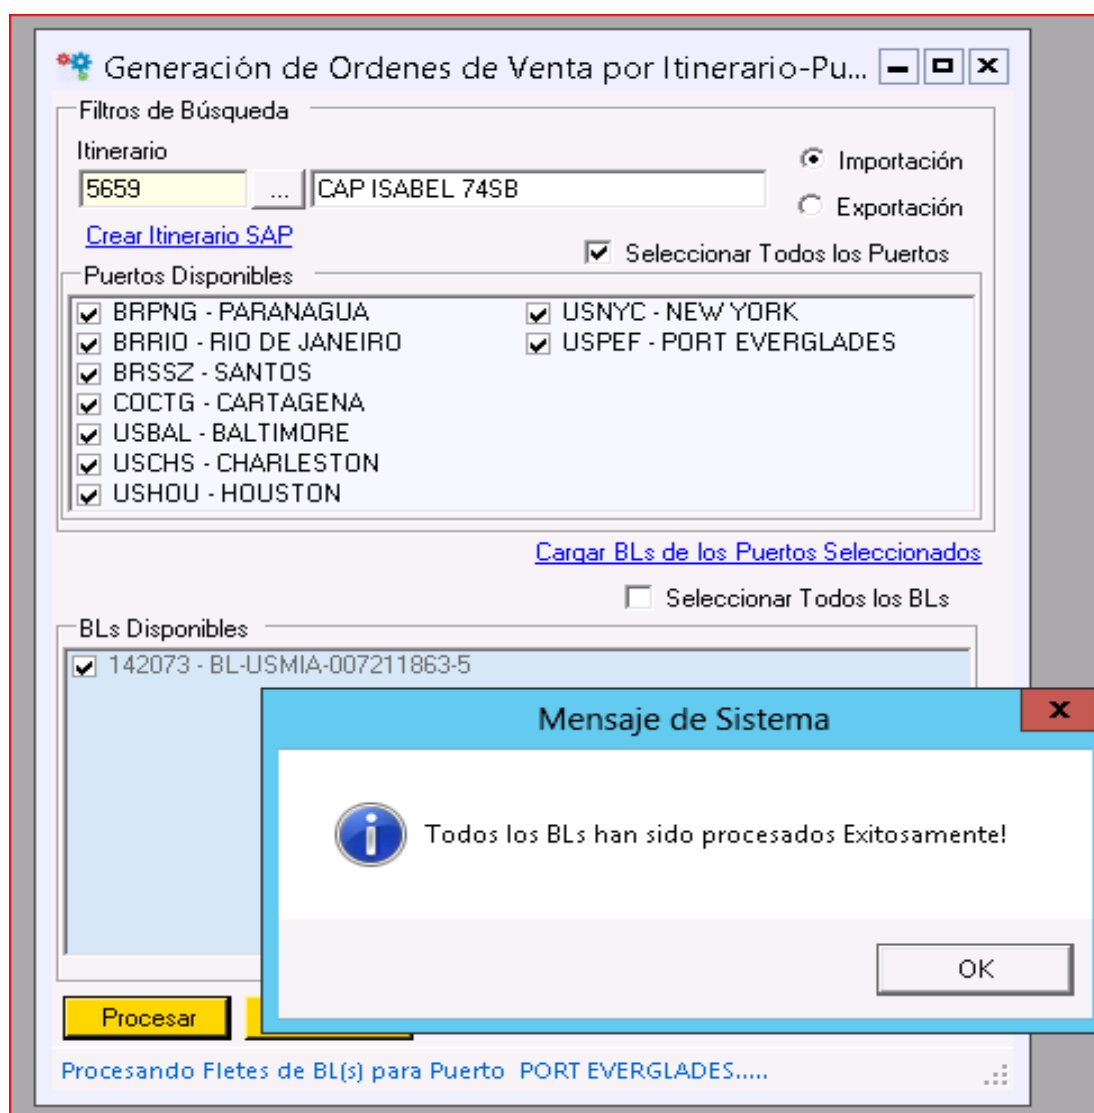 Generación de Ordenes de Venta por Itinerario-Pu...
Filtros de Búsqueda
Itinerario
Importación
5659 ... CAP ISABEL 74SB
Exportación
Crear Itinerario SAP
Seleccionar Todos los Puertos
Puertos Disponibles
BRPNG - PARANAGUA
USNYC - NEW YORK
BRRIO - RIO DE JANEIRO
USPEF - PORT EVERGLADES
BRSSZ - SANTOS
COCTG - CARTAGENA
USBAL - BALTIMORE
USCHS - CHARLESTON
USHOU - HOUSTON
Cargar BLs de los Puertos Seleccionados
Seleccionar Todos los BLs
BLs Disponibles
142073 - BL-USMIA-007211863-5
Mensaje de Sistema
Todos los BLs han sido procesados Exitosamente!
OK
Procesar
Procesando Fletes de BL(s) para Puerto PORT EVERGLADES.....